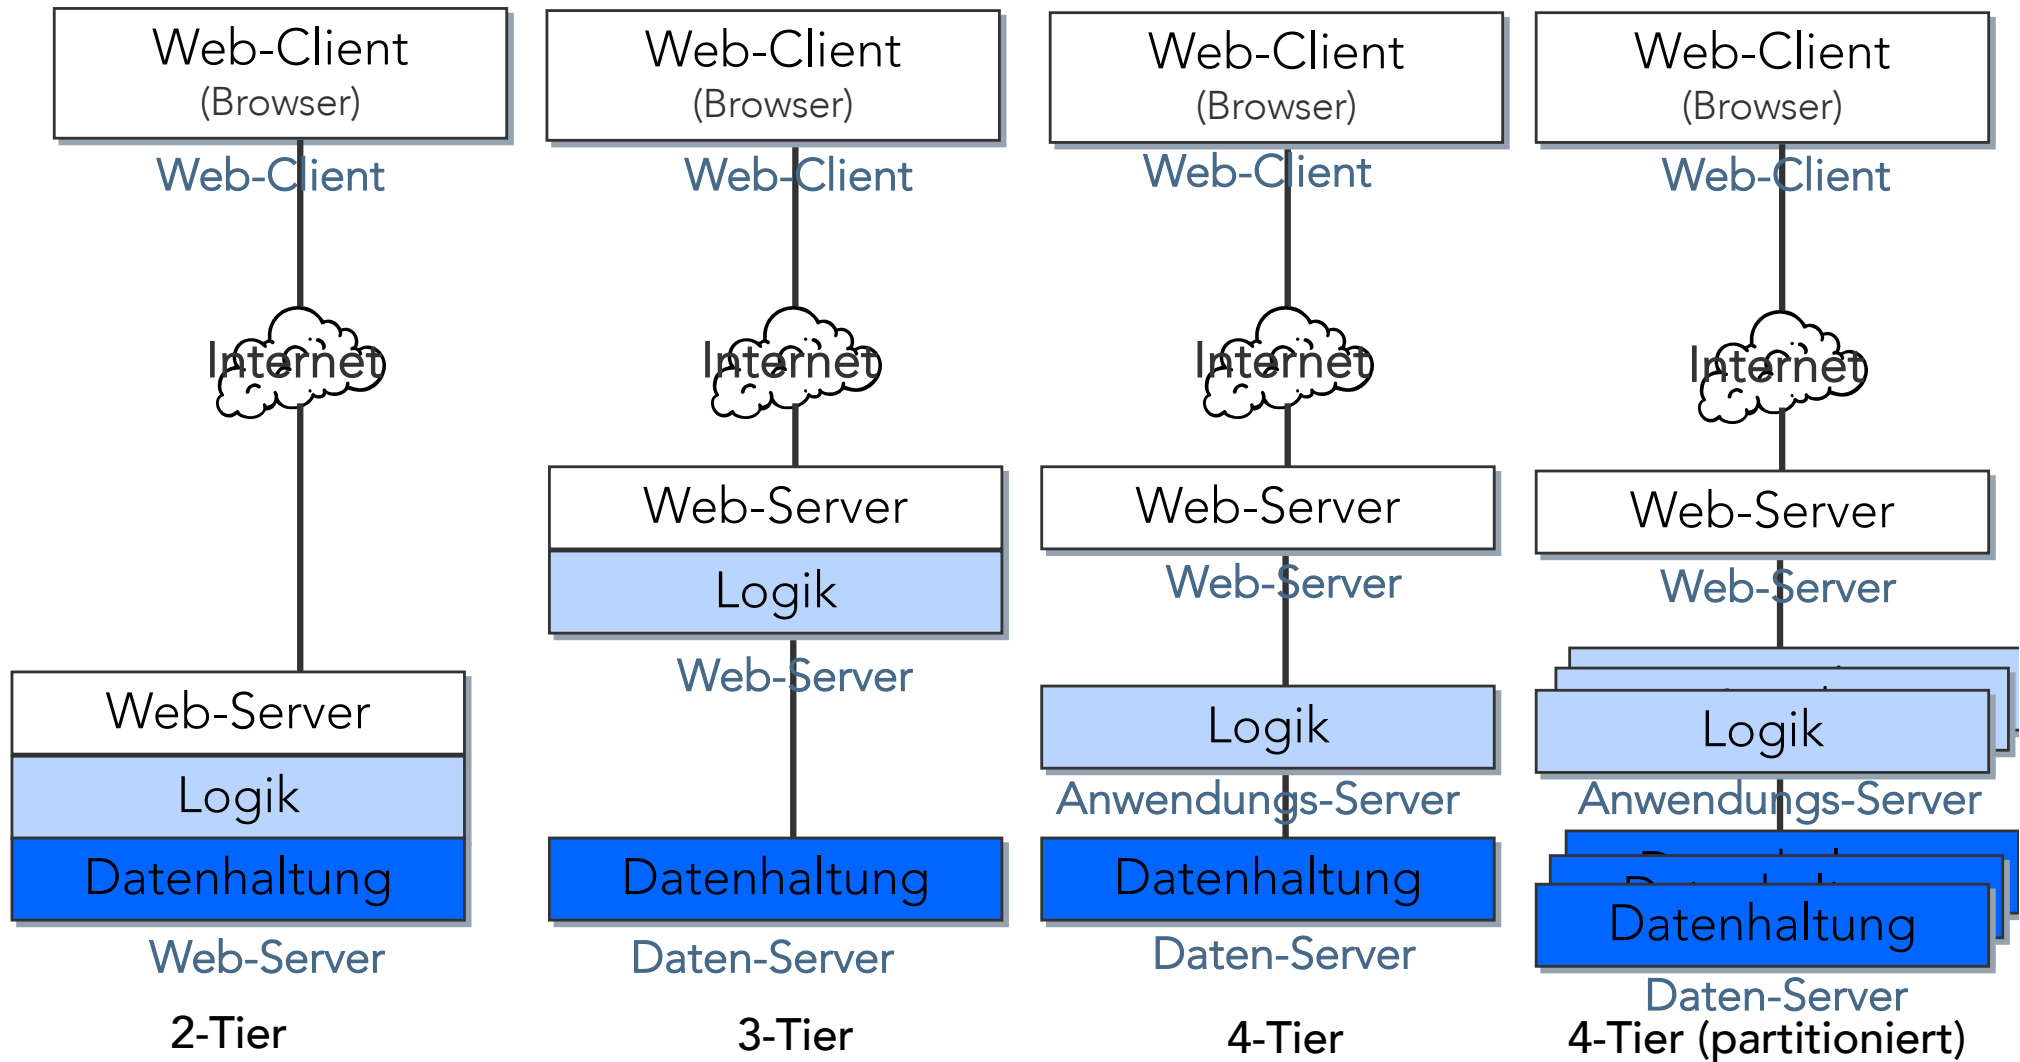 Web-Client
(Browser)
Web-Client
Internet
Web-Server
Logik
Datenhaltung
Web-Server
2-Tier
Web-Client
(Browser)
Web-Client
Internet
Web-Server
Logik
Web-Server
Datenhaltung
Daten-Server
3-Tier
Web-Client
(Browser)
Web-Client
Internet
Web-Server
Web-Server
Logik
Anwendungs-Server
Datenhaltung
Daten-Server
4-Tier
Web-Client
(Browser)
Web-Client
Internet
Web-Server
Web-Server
Logik
Anwendungs-Server
Datenhaltung
Daten-Server
4-Tier (partitioniert)